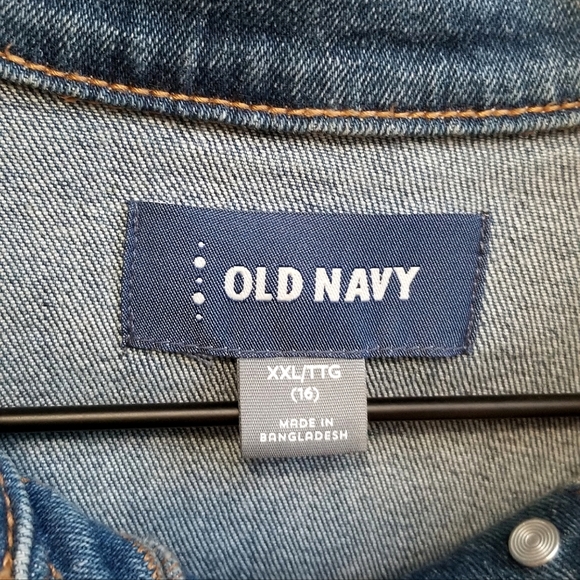 OLD NAVY
XXL/TTG
(16)
MADE IN
BANGLADESH